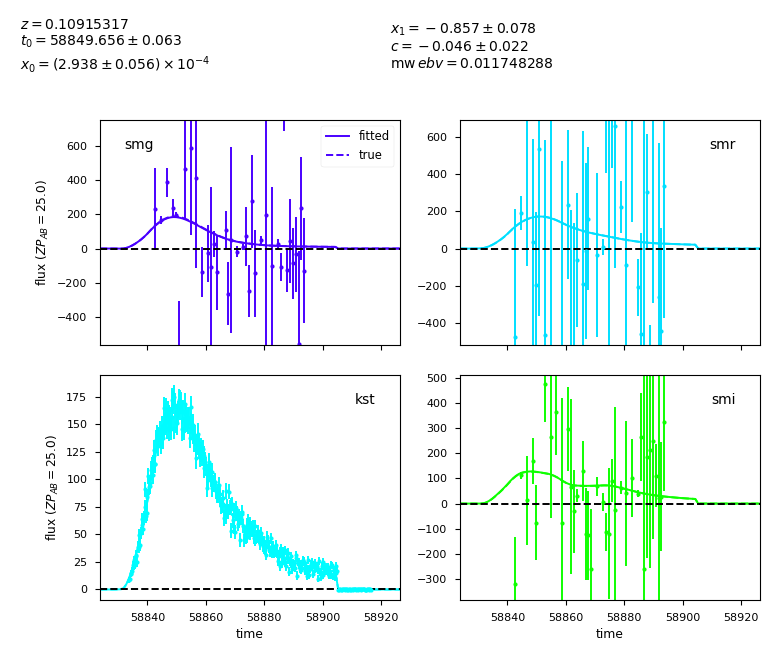 z = 0.10915317
t₀ = 58849.656 ± 0.063
x₀ = (2.938 ± 0.056) × 10⁻⁴
x₁ = −0.857 ± 0.078
c = −0.046 ± 0.022
mw ebv = 0.011748288
smg
fitted
true
600
400
200
0
−200
−400
flux (ZP_AB = 25.0)
smr
600
400
200
0
−200
−400
kst
175
150
125
100
75
50
25
0
flux (ZP_AB = 25.0)
58840 58860 58880 58900 58920
time
smi
500
400
300
200
100
0
−100
−200
−300
58840 58860 58880 58900 58920
time